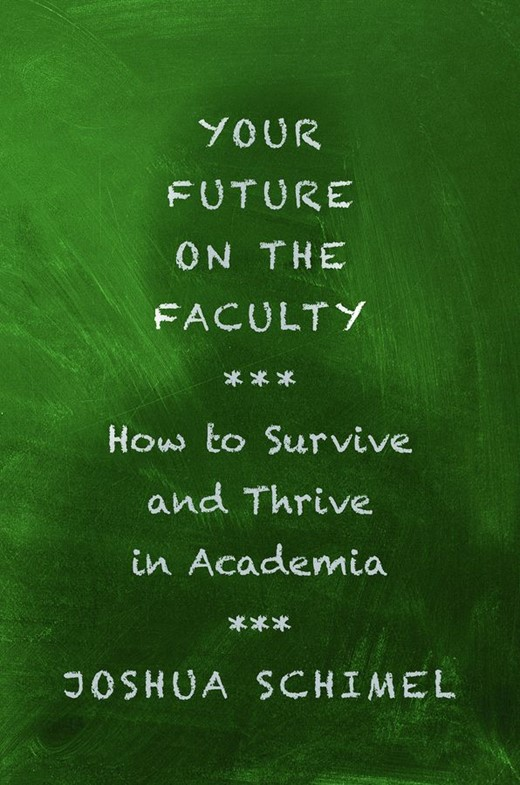 YOUR
FUTURE
ON THE
FACULTY
***
How to Survive
and Thrive
in Academia
***
JOSHUA SCHIMEL